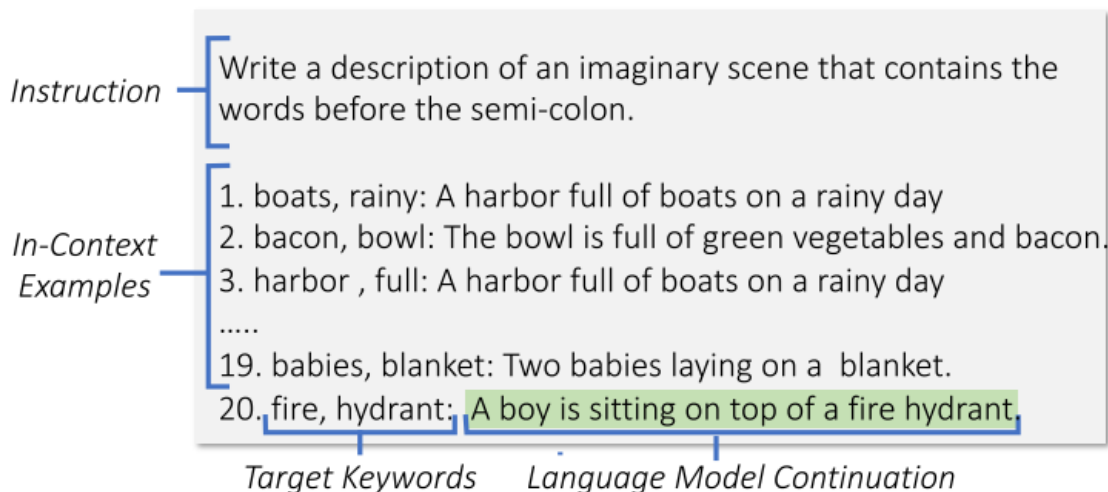 Instruction
Write a description of an imaginary scene that contains the
words before the semi-colon.
In-Context
Examples
1. boats, rainy: A harbor full of boats on a rainy day
2. bacon, bowl: The bowl is full of green vegetables and bacon.
3. harbor , full: A harbor full of boats on a rainy day
.....
19. babies, blanket: Two babies laying on a  blanket.
20. fire, hydrant: A boy is sitting on top of a fire hydrant.
Target Keywords
Language Model Continuation